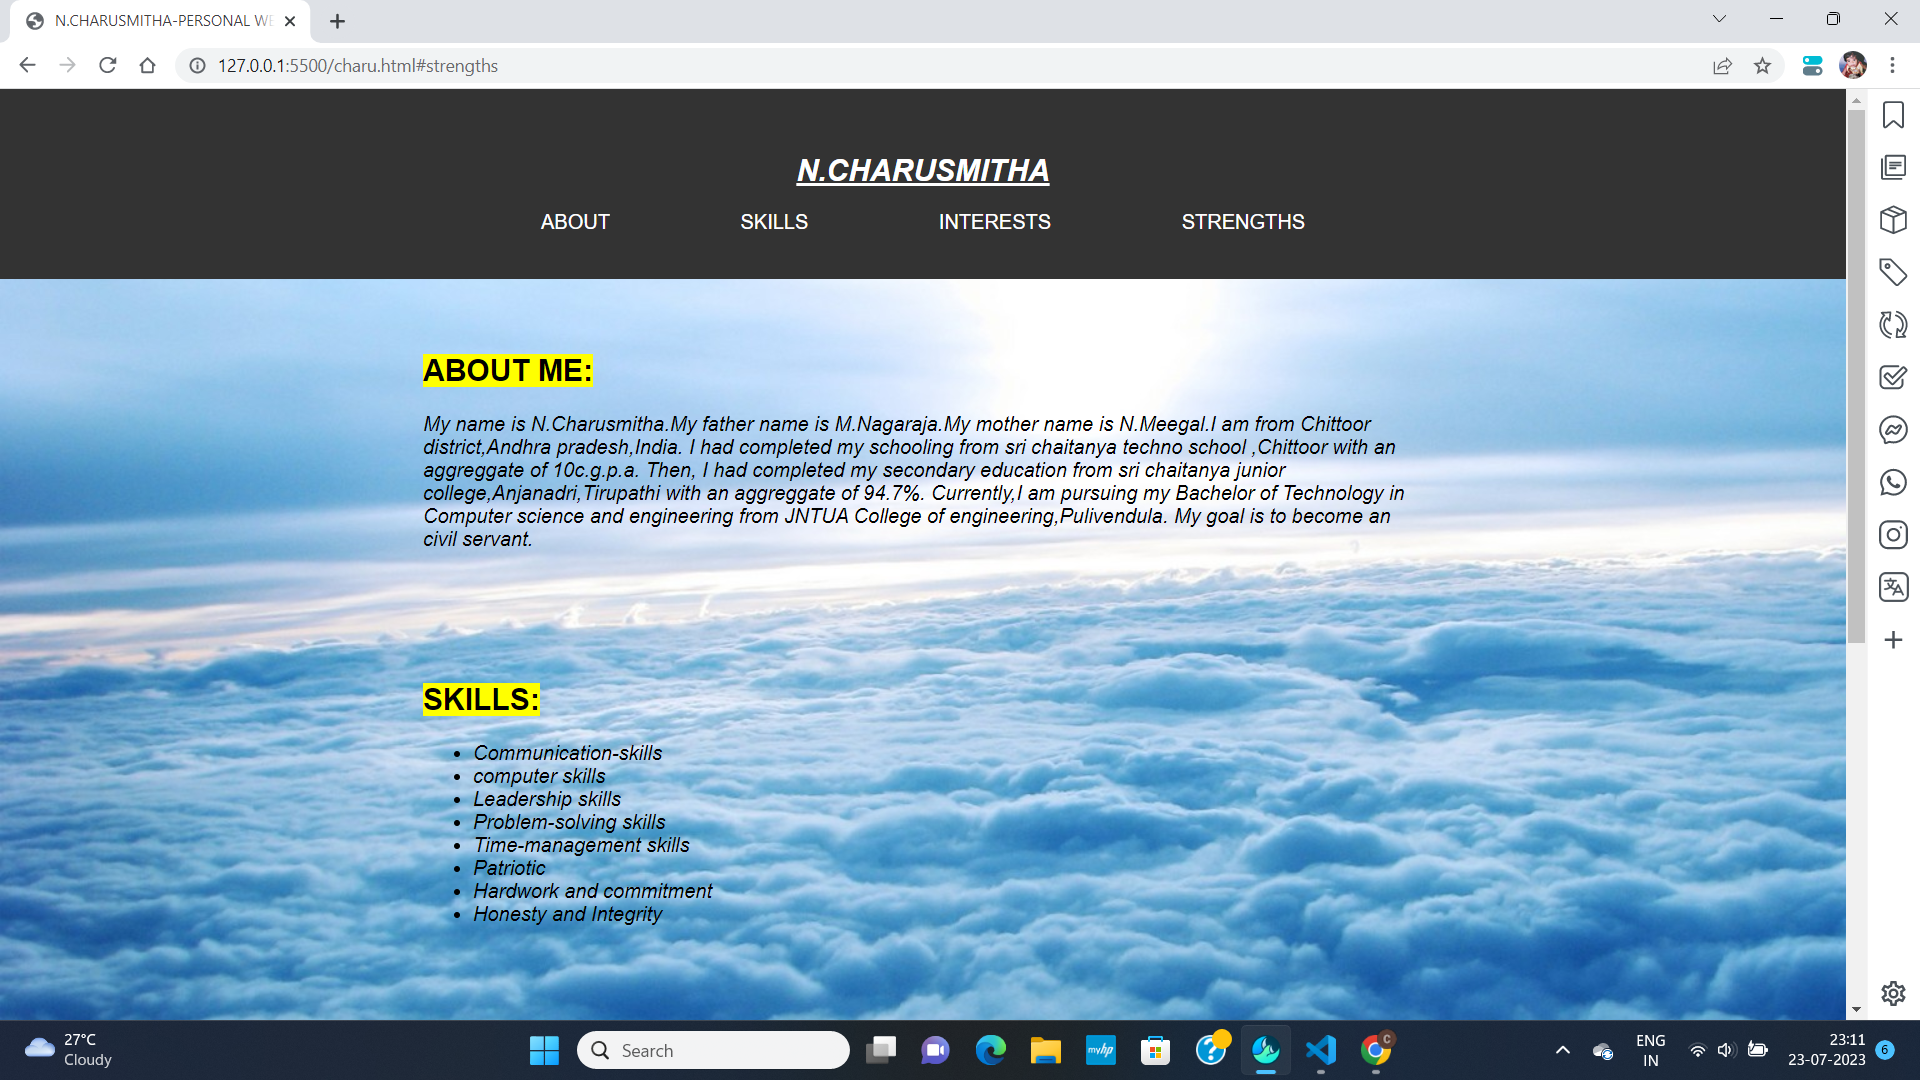 N.CHARUSMITHA-PERSONAL WE
127.0.0.1:5500/charu.html#strengths
N.CHARUSMITHA
ABOUT SKILLS INTERESTS STRENGTHS
ABOUT ME:
My name is N.Charusmitha.My father name is M.Nagaraja.My mother name is N.Meegal.I am from Chittoor
district,Andhra pradesh,India. I had completed my schooling from sri chaitanya techno school ,Chittoor with an
aggreggate of 10c.g.p.a. Then, I had completed my secondary education from sri chaitanya junior
college,Anjanadri,Tirupathi with an aggreggate of 94.7%. Currently,I am pursuing my Bachelor of Technology in
Computer science and engineering from JNTUA College of engineering,Pulivendula. My goal is to become an
civil servant.
SKILLS:
• Communication-skills
• computer skills
• Leadership skills
• Problem-solving skills
• Time-management skills
• Patriotic
• Hardwork and commitment
• Honesty and Integrity
27°C
Cloudy
Search
myhp
C
ENG
IN
23:11
23-07-2023
6